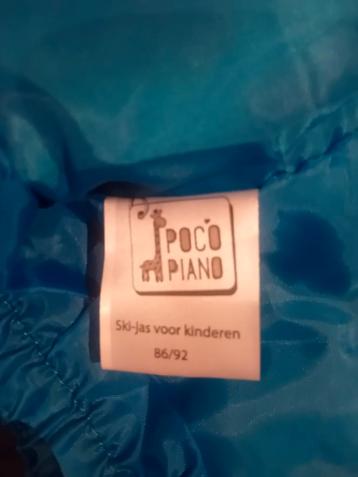 POCO
PIANO
Ski-jas voor kinderen
86/92